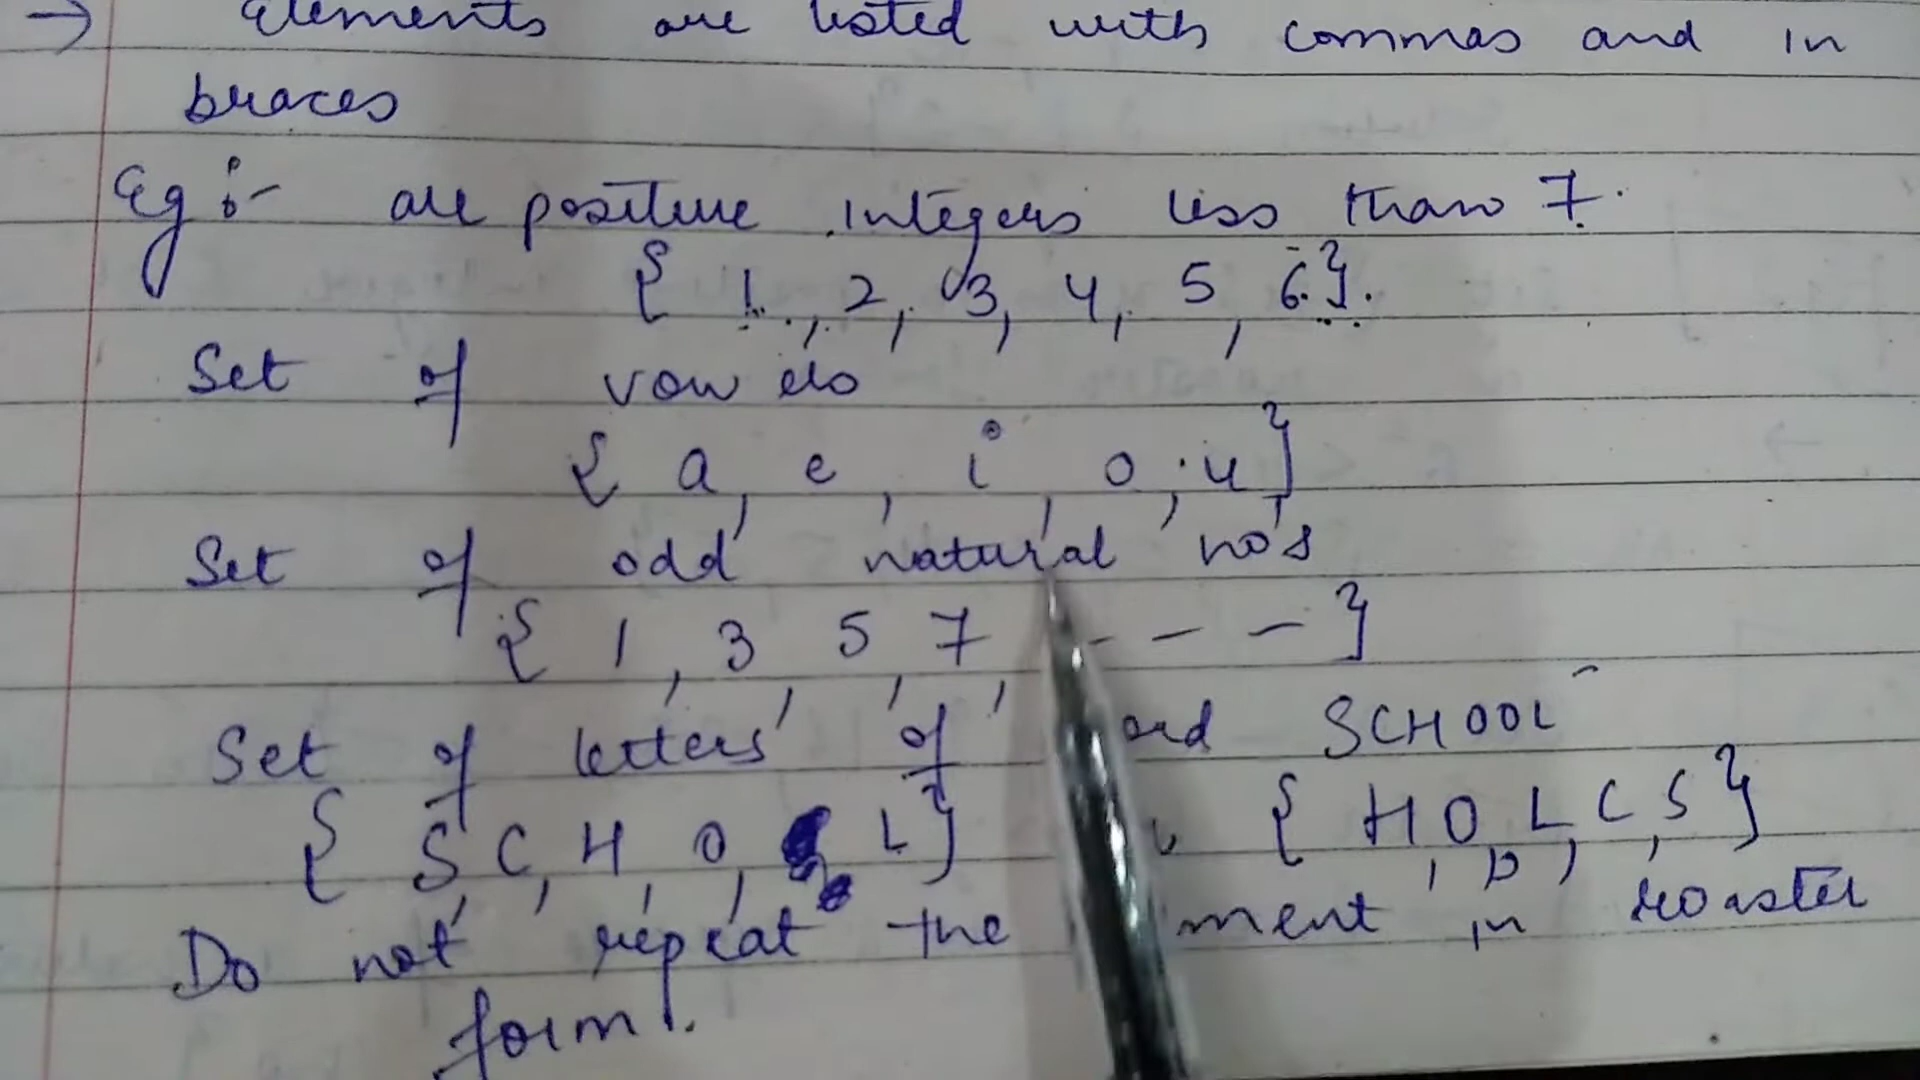 → Elements are listed with commas and in
braces
Eg :- all positive integers less than 7.
{ 1, 2, 3, 4, 5, 6 }.
Set of vowels
{ a, e, i, o, u }
Set of odd natural no's
{ 1, 3, 5, 7, - - - }
Set of letters of SCHOOL
{ S, C, H, O, L } { H, O, L, C, S }
Do not repeat the in roaster
form.